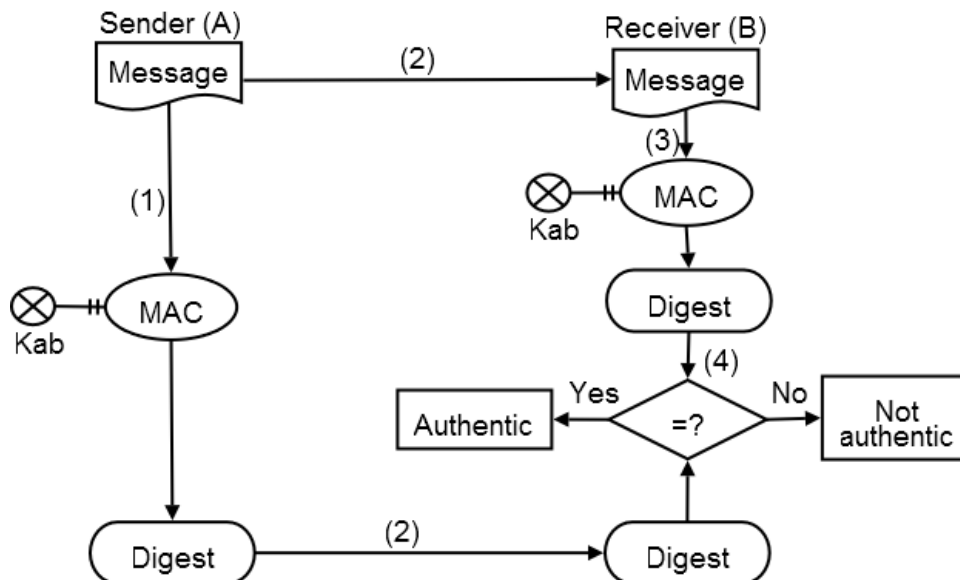 Sender (A)
Receiver (B)
Message
(2)
Message
(3)
(1)
MAC
Kab
MAC
Kab
Digest
(4)
Yes
No
Authentic
=?
Not
authentic
Digest
(2)
Digest